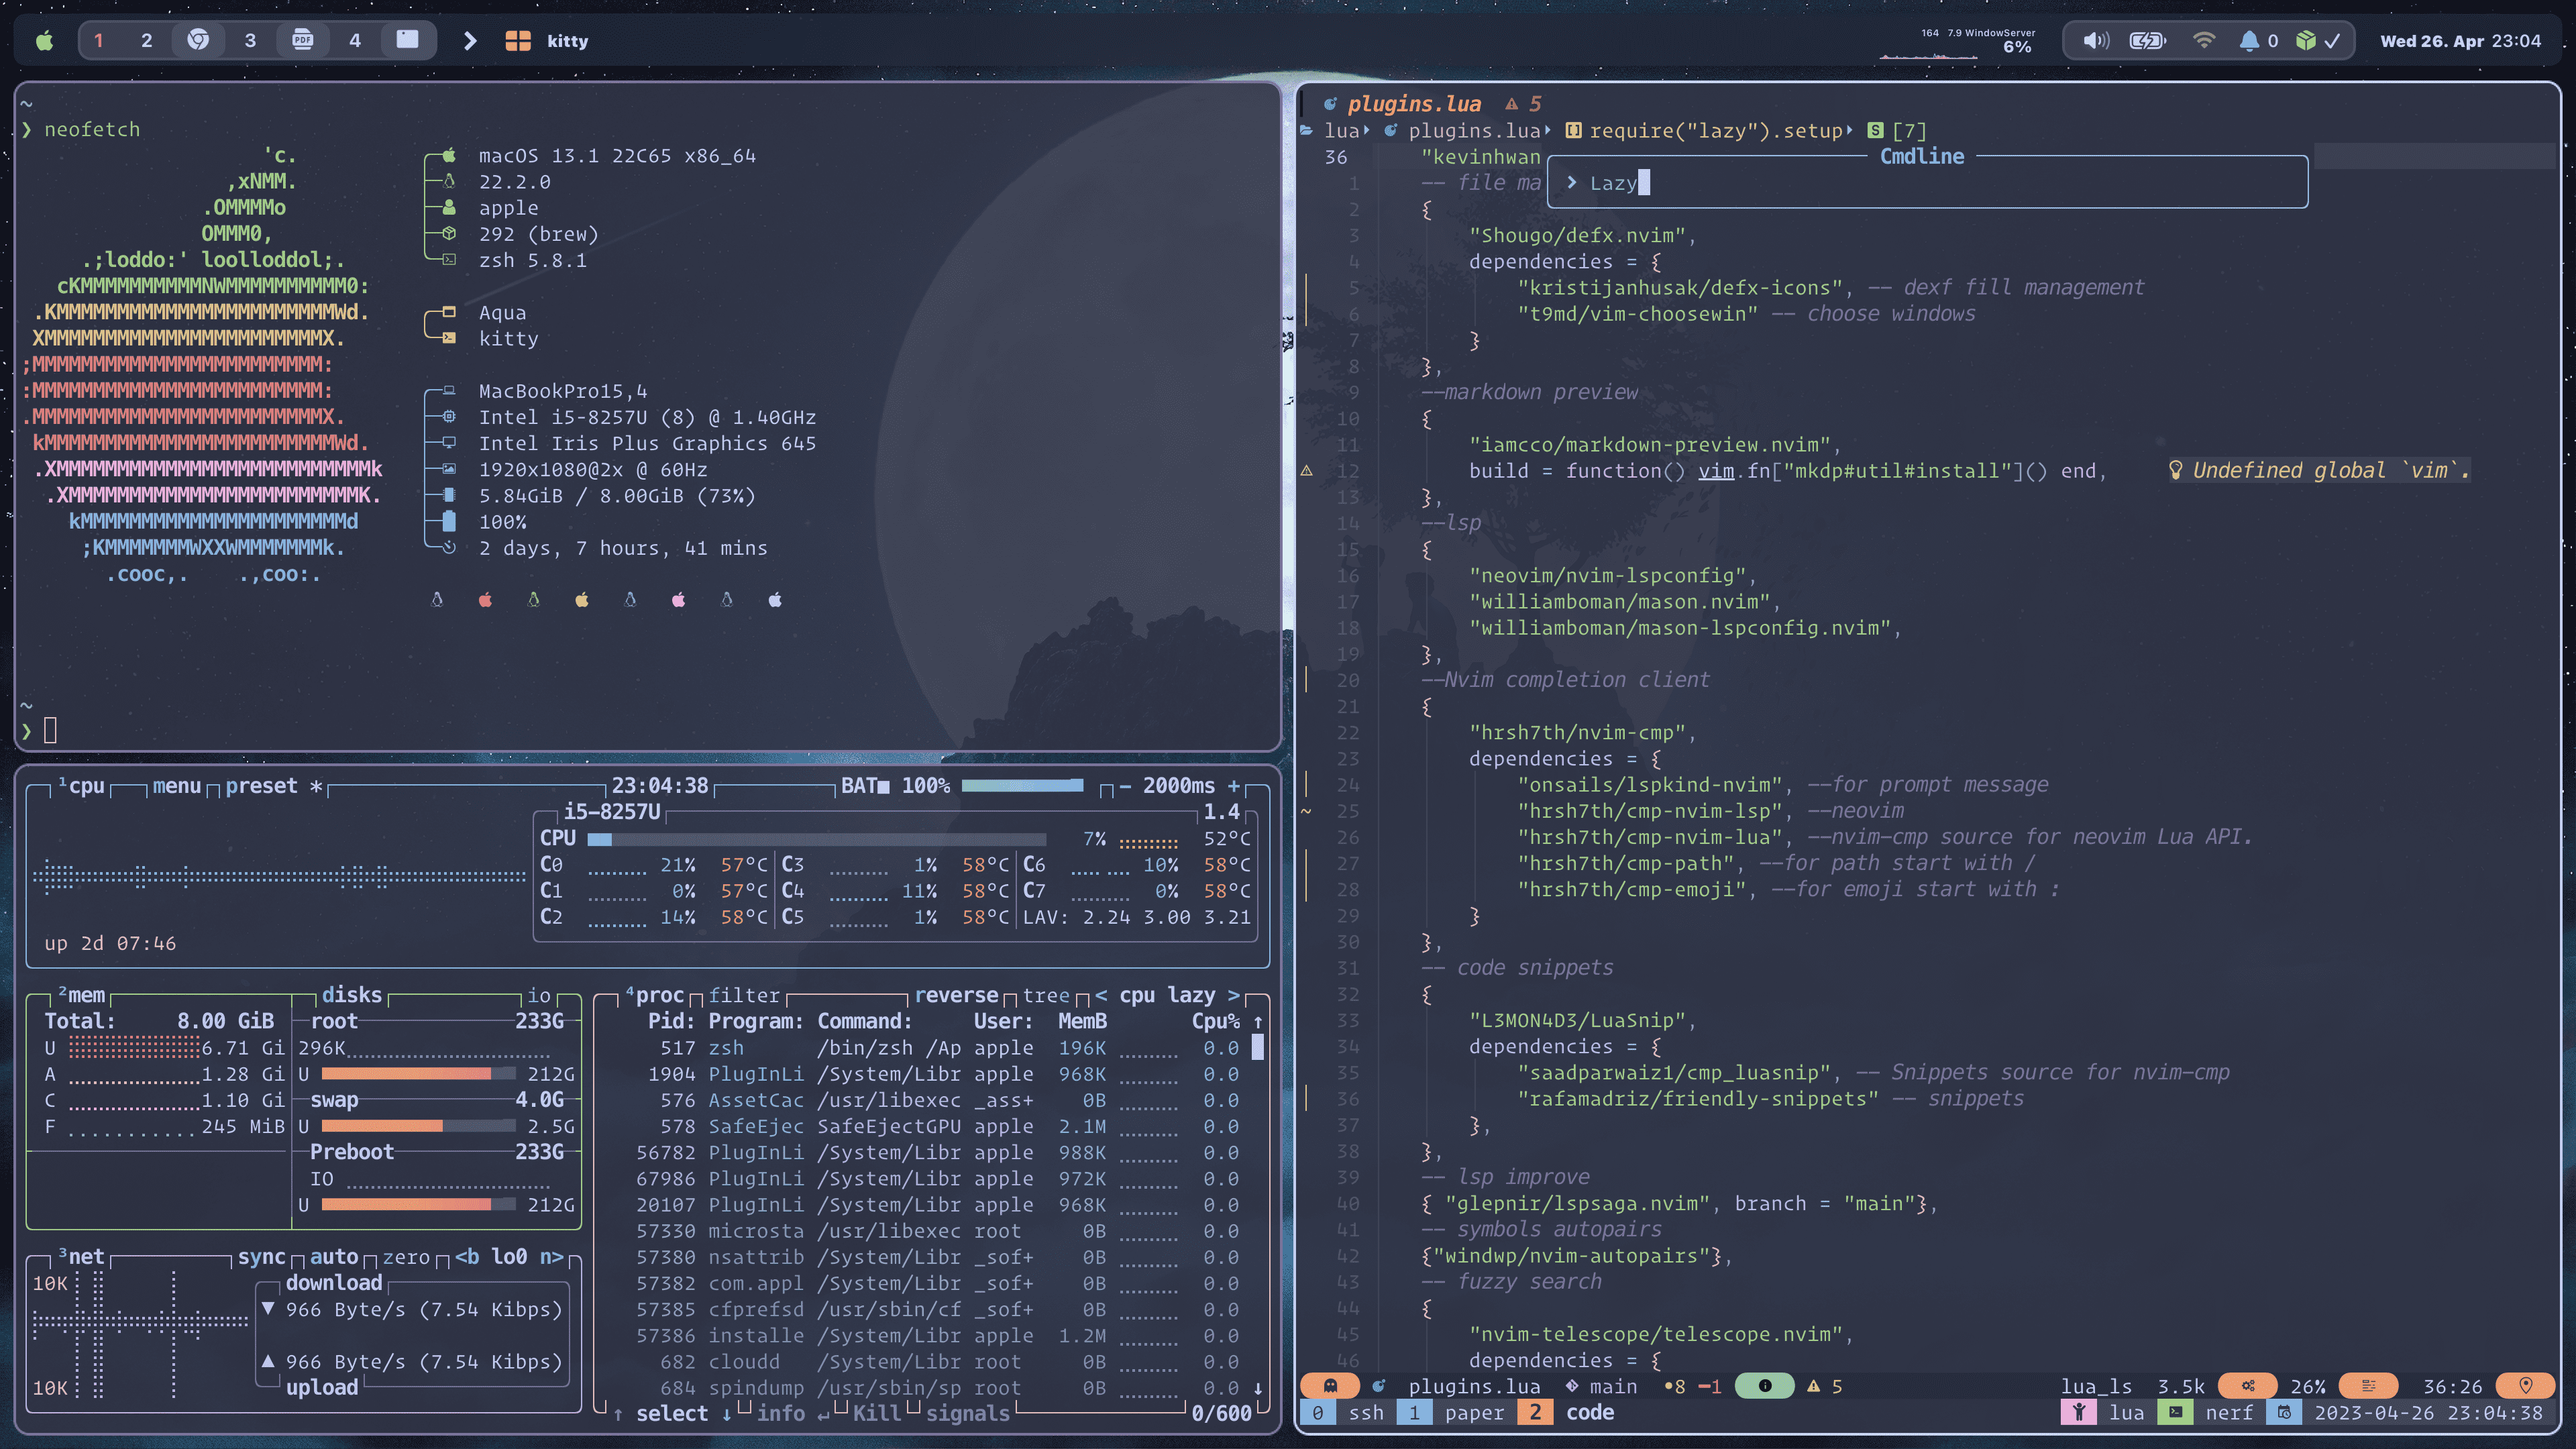 1 2 3 PDF 4 kitty
164 7.9 WindowServer
6%
0
Wed 26. Apr 23:04
~
❯ neofetch
'c.
,xNMM.
.OMMMMo
OMMM0,
.;loddo:' loolloddol;.
cKMMMMMMMMMMNWMMMMMMMMMM0:
.KMMMMMMMMMMMMMMMMMMMMMMMWd.
XMMMMMMMMMMMMMMMMMMMMMMMX.
;MMMMMMMMMMMMMMMMMMMMMMMM:
:MMMMMMMMMMMMMMMMMMMMMMMM:
.MMMMMMMMMMMMMMMMMMMMMMMMX.
kMMMMMMMMMMMMMMMMMMMMMMMMWd.
.XMMMMMMMMMMMMMMMMMMMMMMMMMMk
.XMMMMMMMMMMMMMMMMMMMMMMMMK.
kMMMMMMMMMMMMMMMMMMMMMMd
;KMMMMMMMWXXWMMMMMMMk.
.cooc,. .,coo:.
macOS 13.1 22C65 x86_64
22.2.0
apple
292 (brew)
zsh 5.8.1
Aqua
kitty
MacBookPro15,4
Intel i5-8257U (8) @ 1.40GHz
Intel Iris Plus Graphics 645
1920x1080@2x @ 60Hz
5.84GiB / 8.00GiB (73%)
100%
2 days, 7 hours, 41 mins
~
❯
¹cpu menu preset * 23:04:38 BAT■ 100% - 2000ms +
i5-8257U 1.4
CPU 7% 52°C
C0 21% 57°C C3 1% 58°C C6 10% 58°C
C1 0% 57°C C4 11% 58°C C7 0% 58°C
C2 14% 58°C C5 1% 58°C LAV: 2.24 3.00 3.21
up 2d 07:46
²mem disks io
Total: 8.00 GiB root 233G
U 6.71 Gi 296K
A 1.28 Gi U 212G
C 1.10 Gi swap 4.0G
F 245 MiB U 2.5G
Preboot 233G
IO
U 212G
³net sync auto zero <b lo0 n>
10K download
▼ 966 Byte/s (7.54 Kibps)
▲ 966 Byte/s (7.54 Kibps)
10K upload
⁴proc filter reverse tree < cpu lazy >
Pid: Program: Command: User: MemB Cpu% ↑
517 zsh /bin/zsh /Ap apple 196K 0.0
1904 PlugInLi /System/Libr apple 968K 0.0
576 AssetCac /usr/libexec _ass+ 0B 0.0
578 SafeEjec SafeEjectGPU apple 2.1M 0.0
56782 PlugInLi /System/Libr apple 988K 0.0
67986 PlugInLi /System/Libr apple 972K 0.0
20107 PlugInLi /System/Libr apple 968K 0.0
57330 microsta /usr/libexec root 0B 0.0
57380 nsattrib /System/Libr _sof+ 0B 0.0
57382 com.appl /System/Libr _sof+ 0B 0.0
57385 cfprefsd /usr/sbin/cf _sof+ 0B 0.0
57386 installe /System/Libr apple 1.2M 0.0
682 cloudd /System/Libr root 0B 0.0
684 spindump /usr/sbin/sp root 0B 0.0 ↓
↑ select ↓ info ↵ Kill signals 0/600
plugins.lua 5
lua plugins.lua require("lazy").setup S [7]
Cmdline
Lazy
36 "kevinhwan
1 -- file ma
2 {
3 "Shougo/defx.nvim",
4 dependencies = {
5 "kristijanhusak/defx-icons", -- dexf fill management
6 "t9md/vim-choosewin" -- choose windows
7 }
8 },
9 --markdown preview
10 {
11 "iamcco/markdown-preview.nvim",
12 build = function() vim.fn["mkdp#util#install"]() end, Undefined global `vim`.
13 },
14 --lsp
15 {
16 "neovim/nvim-lspconfig",
17 "williamboman/mason.nvim",
18 "williamboman/mason-lspconfig.nvim",
19 },
20 --Nvim completion client
21 {
22 "hrsh7th/nvim-cmp",
23 dependencies = {
24 "onsails/lspkind-nvim", --for prompt message
~ 25 "hrsh7th/cmp-nvim-lsp", --neovim
26 "hrsh7th/cmp-nvim-lua", --nvim-cmp source for neovim Lua API.
27 "hrsh7th/cmp-path", --for path start with /
28 "hrsh7th/cmp-emoji", --for emoji start with :
29 }
30 },
31 -- code snippets
32 {
33 "L3MON4D3/LuaSnip",
34 dependencies = {
35 "saadparwaiz1/cmp_luasnip", -- Snippets source for nvim-cmp
36 "rafamadriz/friendly-snippets" -- snippets
37 },
38 },
39 -- lsp improve
40 { "glepnir/lspsaga.nvim", branch = "main"},
41 -- symbols autopairs
42 {"windwp/nvim-autopairs"},
43 -- fuzzy search
44 {
45 "nvim-telescope/telescope.nvim",
46 dependencies = {
plugins.lua main •8 −1 5 lua_ls 3.5k 26% 36:26
0 ssh 1 paper 2 code lua nerf 2023-04-26 23:04:38